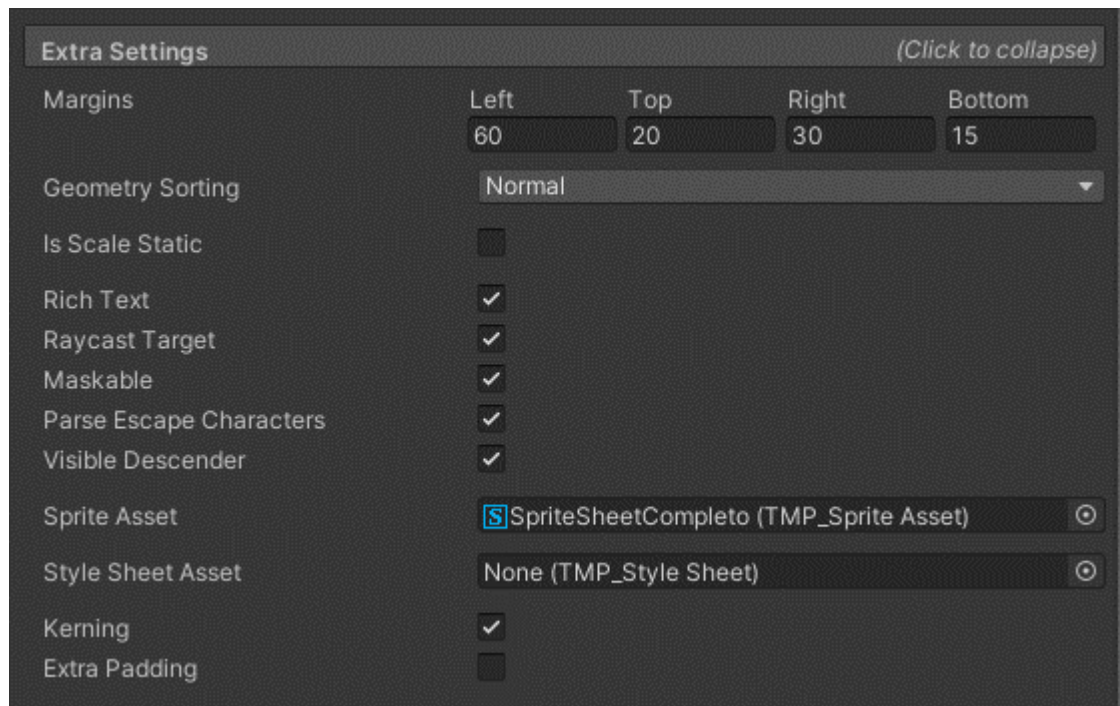 Extra Settings (Click to collapse)
Margins Left Top Right Bottom
60 20 30 15
Geometry Sorting Normal
Is Scale Static
Rich Text
Raycast Target
Maskable
Parse Escape Characters
Visible Descender
Sprite Asset S SpriteSheetCompleto (TMP_Sprite Asset)
Style Sheet Asset None (TMP_Style Sheet)
Kerning
Extra Padding